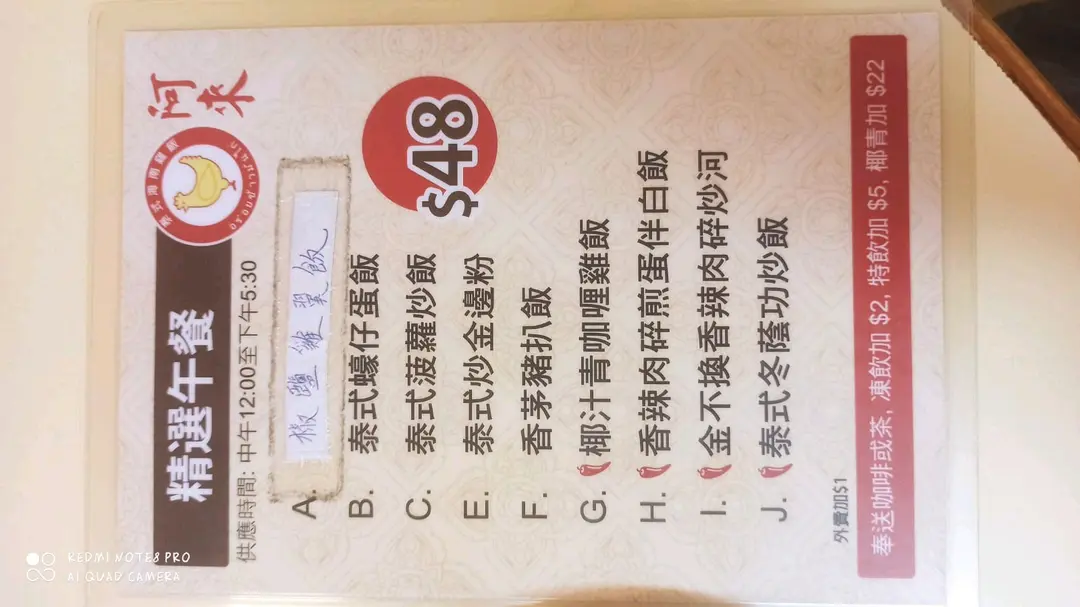 阿來
泰式海南雞飯
精選午餐
供應時間: 中午12:00至下午5:30
A. 椒鹽雞翼飯
B. 泰式蠔仔蛋飯
$48
C. 泰式菠蘿炒飯
E. 泰式炒金邊粉
F. 香茅豬扒飯
G. 椰汁青咖喱雞飯
H. 香辣肉碎煎蛋伴白飯
I. 金不換香辣肉碎炒河
J. 泰式冬蔭功炒飯
外賣加$1
奉送咖啡或茶, 凍飲加 $2, 特飲加 $5, 椰青加 $22
REDMI NOTE 8 PRO
AI QUAD CAMERA